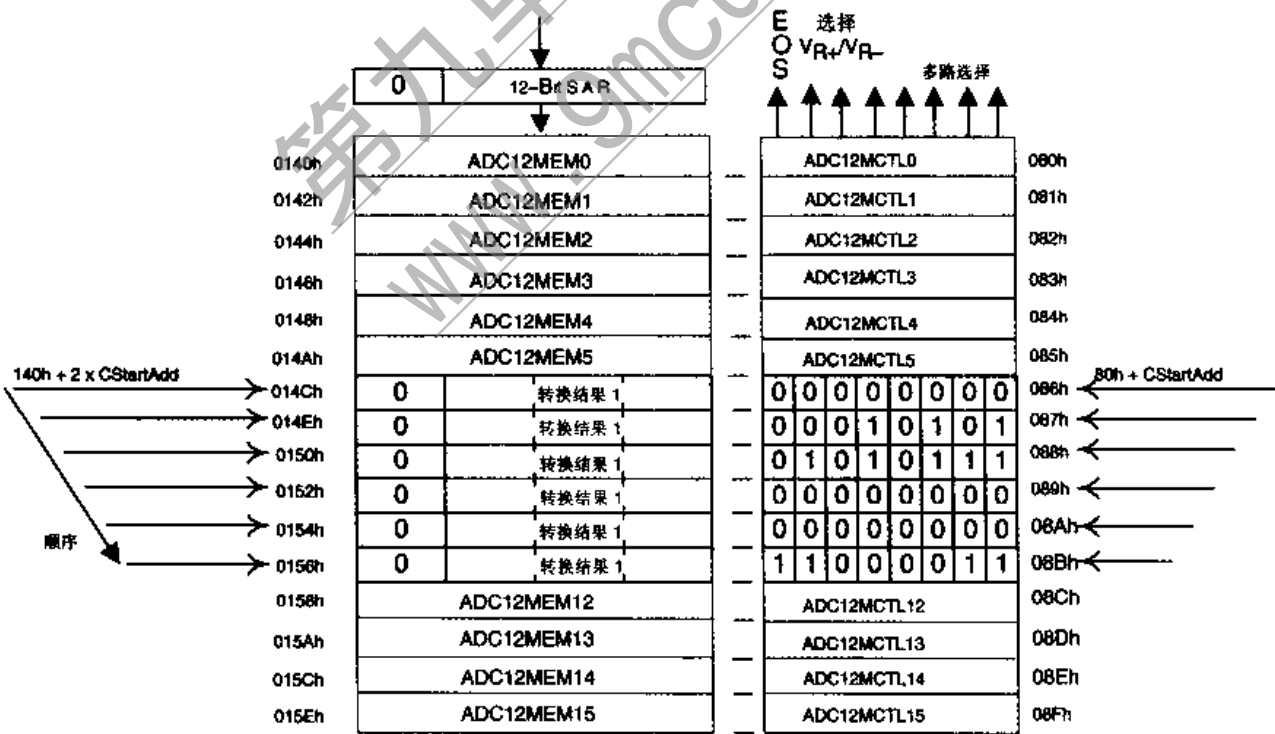 第九单
www.9mcu
E
O
S
选择
VR+/VR–
多路选择
0 12-Bit SAR
0140h ADC12MEM0 ADC12MCTL0 080h
0142h ADC12MEM1 ADC12MCTL1 081h
0144h ADC12MEM2 ADC12MCTL2 082h
0146h ADC12MEM3 ADC12MCTL3 083h
0148h ADC12MEM4 ADC12MCTL4 084h
014Ah ADC12MEM5 ADC12MCTL5 085h
140h + 2 x CStartAdd 80h + CStartAdd
014Ch 0 转换结果 1 0 0 0 0 0 0 0 0 086h
014Eh 0 转换结果 1 0 0 0 1 0 1 0 1 087h
0150h 0 转换结果 1 0 1 0 1 0 1 1 1 088h
0152h 0 转换结果 1 0 0 0 0 0 0 0 0 089h
0154h 0 转换结果 1 0 0 0 0 0 0 0 0 08Ah
顺序
0156h 0 转换结果 1 1 1 0 0 0 0 1 1 08Bh
0158h ADC12MEM12 ADC12MCTL12 08Ch
015Ah ADC12MEM13 ADC12MCTL13 08Dh
015Ch ADC12MEM14 ADC12MCTL14 08Eh
015Eh ADC12MEM15 ADC12MCTL15 08Fh